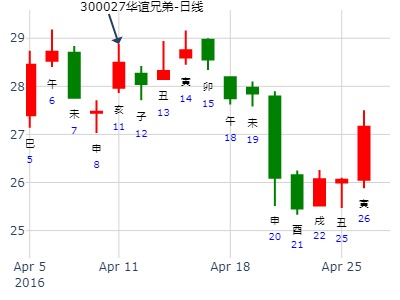 300027华谊兄弟-日线
29
28
27
26
25
巳
5
午
6
未
7
申
8
亥
11
子
12
丑
13
寅
14
卯
15
午
18
未
19
申
20
酉
21
戌
22
丑
25
寅
26
Apr 5
2016
Apr 11
Apr 18
Apr 25